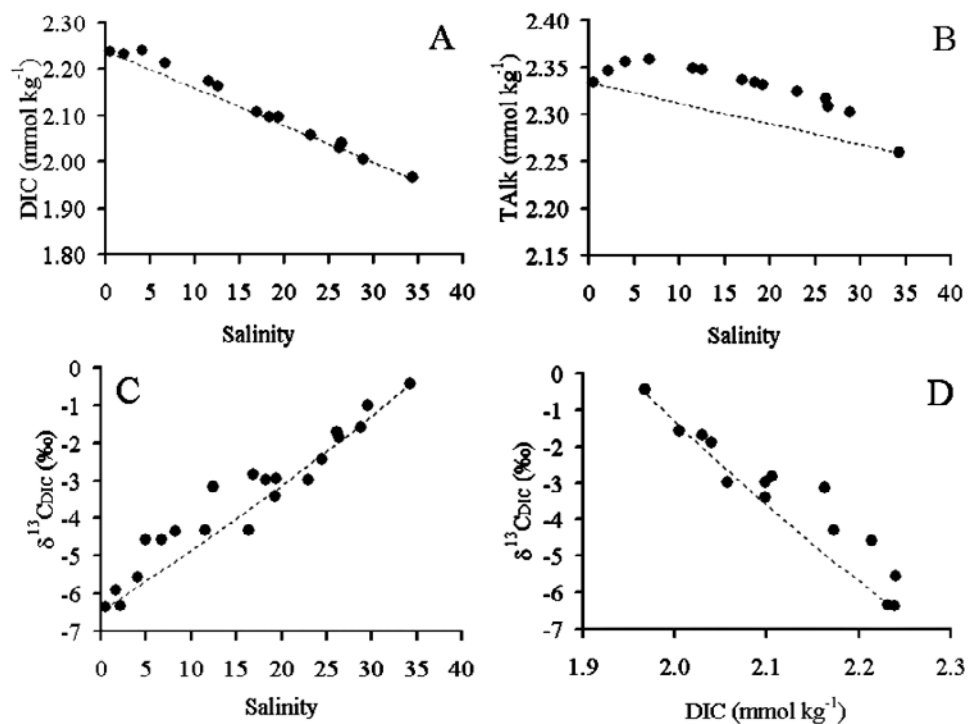 A
DIC (mmol kg-1)
2.30
2.20
2.10
2.00
1.90
1.80
0 5 10 15 20 25 30 35 40
Salinity
B
TAlk (mmol kg-1)
2.40
2.35
2.30
2.25
2.20
2.15
0 5 10 15 20 25 30 35 40
Salinity
C
δ13CDIC (‰)
0
-1
-2
-3
-4
-5
-6
-7
0 5 10 15 20 25 30 35 40
Salinity
D
δ13CDIC (‰)
0
-1
-2
-3
-4
-5
-6
-7
1.9 2.0 2.1 2.2 2.3
DIC (mmol kg-1)